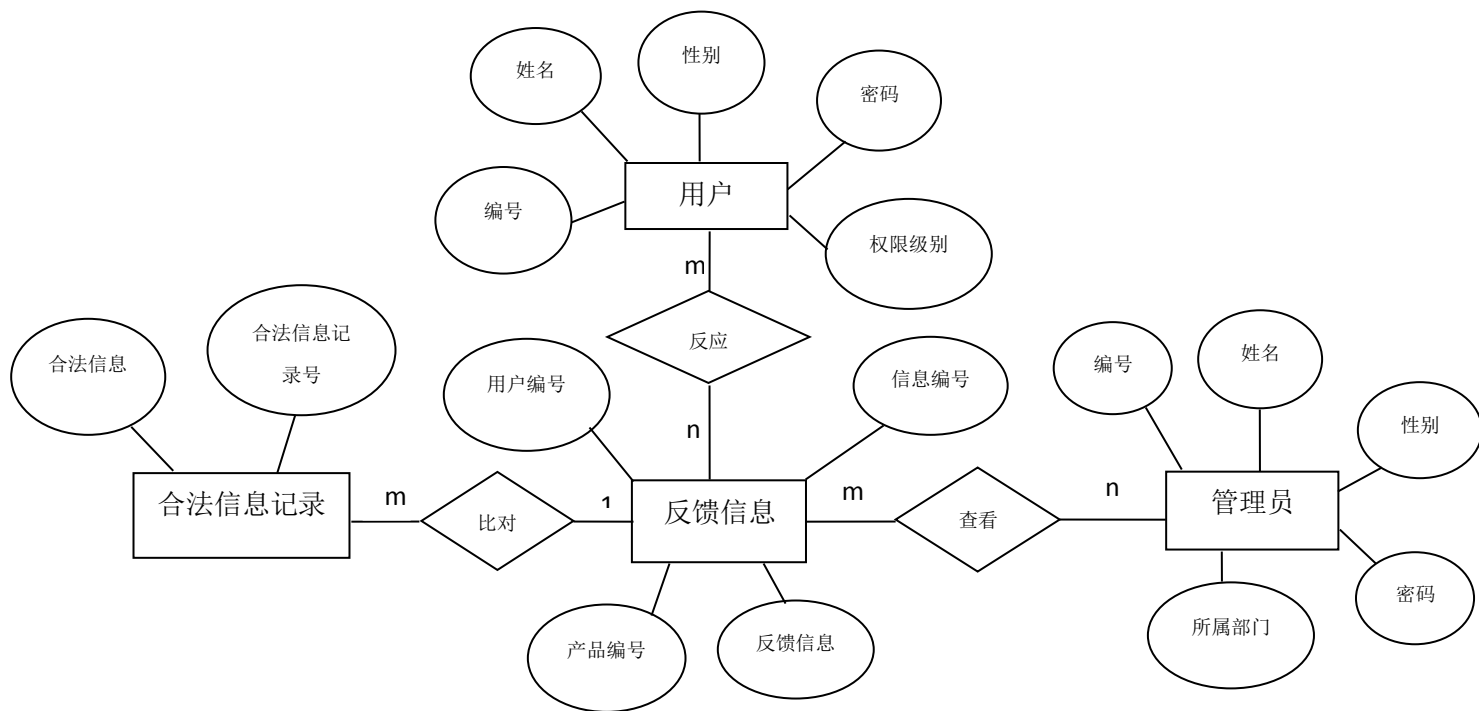 性别
姓名
密码
用户
编号
权限级别
m
反应
合法信息记
录号
合法信息
用户编号
信息编号
编号
姓名
性别
n
合法信息记录
m
比对
1
反馈信息
m
查看
n
管理员
密码
所属部门
产品编号
反馈信息